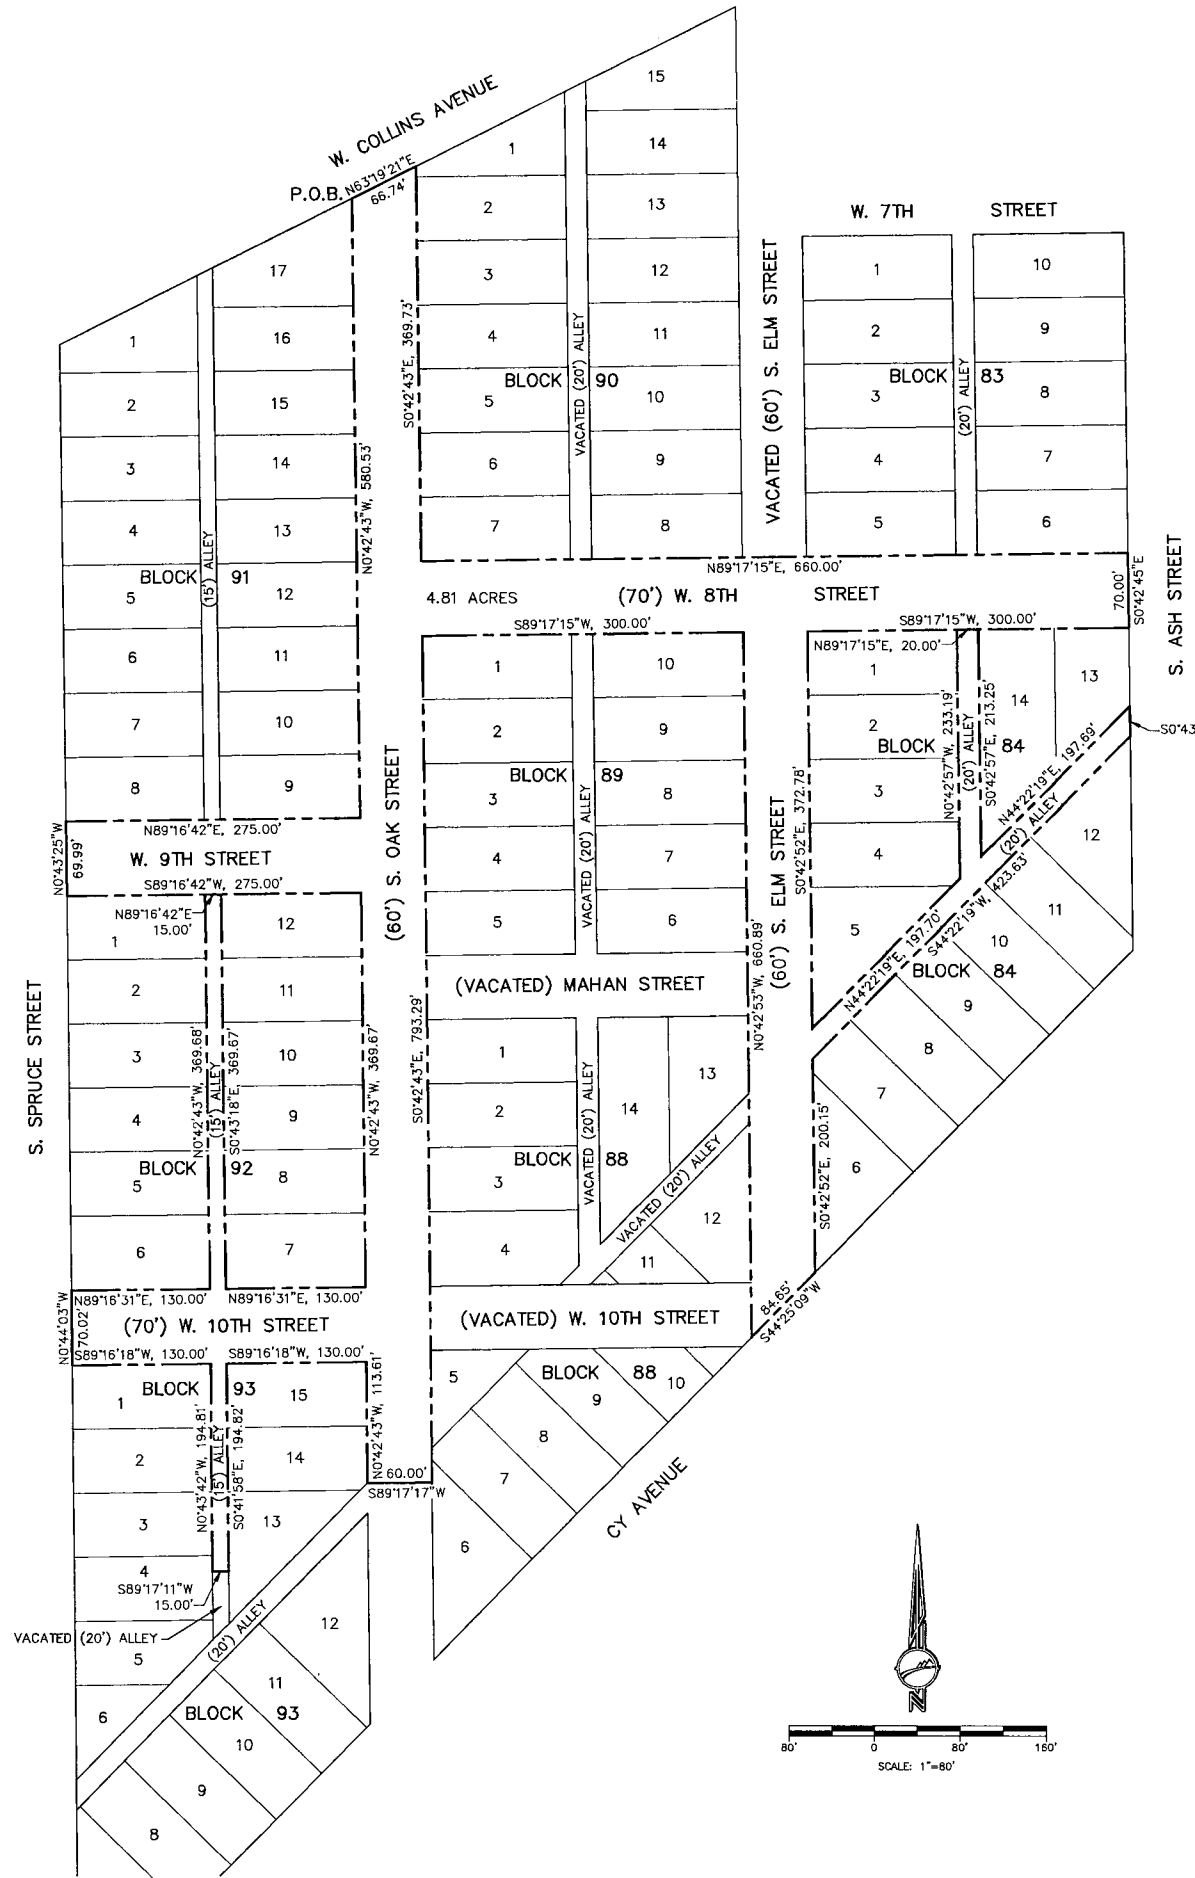 W. COLLINS AVENUE
P.O.B.
N63°19'21"E
66.74'
W. 7TH STREET
15
1
14
2
13
3
12
4
11
BLOCK 90
5
10
6
9
7
8
VACATED (20') ALLEY
VACATED (60') S. ELM STREET
1
10
2
9
BLOCK 83
3
8
4
7
5
6
(20') ALLEY
17
1
16
2
15
3
14
4
13
BLOCK 91
5
12
6
11
7
10
8
9
(15') ALLEY
S0°42'43"E, 369.73'
N0°42'43"W, 580.53'
N89°17'15"E, 660.00'
4.81 ACRES
(70') W. 8TH STREET
70.00'
S0°42'45"E
S. ASH STREET
S89°17'15"W, 300.00'
S89°17'15"W, 300.00'
N89°17'15"E, 20.00'
1
10
2
9
BLOCK 89
3
8
4
7
5
6
VACATED (20') ALLEY
1
2
BLOCK 84
3
4
5
14
13
N0°42'57"W, 233.19'
(20') ALLEY
S0°42'57"E, 213.25'
S0°43
N44°22'19"E, 197.69'
(20') ALLEY
S44°22'19"W, 423.63'
N44°22'19"E, 197.70'
12
11
10
BLOCK 84
9
8
7
6
S0°42'52"E, 372.78'
(60') S. ELM STREET
N0°42'53"W, 660.89'
S0°42'52"E, 200.15'
84.65'
S44°25'09"W
(60') S. OAK STREET
S0°42'43"E, 793.29'
N89°16'42"E, 275.00'
W. 9TH STREET
S89°16'42"W, 275.00'
N0°43'25"W
69.99'
N89°16'42"E
15.00'
S. SPRUCE STREET
1
12
2
11
3
10
4
9
BLOCK 92
5
8
6
7
N0°42'43"W, 369.68'
(15') ALLEY
S0°43'18"E, 369.67'
N0°42'43"W, 369.67'
(VACATED) MAHAN STREET
1
2
3
4
14
13
BLOCK 88
VACATED (20') ALLEY
VACATED (20') ALLEY
12
11
(VACATED) W. 10TH STREET
5
BLOCK 88
10
9
8
7
6
CY AVENUE
N89°16'31"E, 130.00'
N89°16'31"E, 130.00'
(70') W. 10TH STREET
N0°44'03"W
70.02'
S89°16'18"W, 130.00'
S89°16'18"W, 130.00'
BLOCK 93
1
15
2
14
3
13
4
N0°43'42"W, 194.81'
(15') ALLEY
S0°41'58"E, 194.82'
N0°42'43"W, 113.61'
60.00'
S89°17'17"W
S89°17'11"W
15.00'
VACATED (20') ALLEY
5
6
(20') ALLEY
12
11
BLOCK 93
10
9
8
N
80'
0
80'
160'
SCALE: 1"=80'